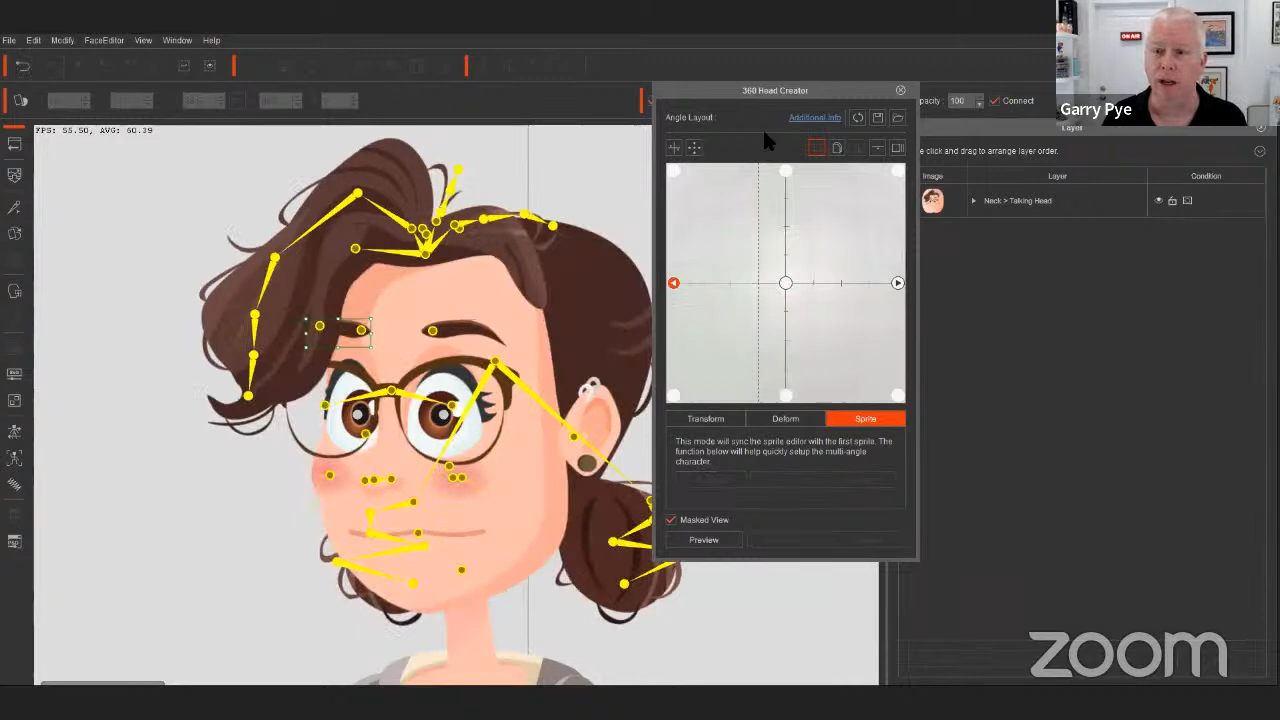 File Edit Modify FaceEditor View Window Help
FPS: 55.50, AVG: 60.39
360 Head Creator
Angle Layout :
Additional Info
Transform
Deform
Sprite
This mode will sync the sprite editor with the first sprite. The
function below will help quickly setup the multi-angle
character.
Masked View
Preview
pacity : 100 Connect
Layer
e click and drag to arrange layer order.
Image Layer Condition
Neck > Talking Head
ON AIR
Garry Pye
zoom